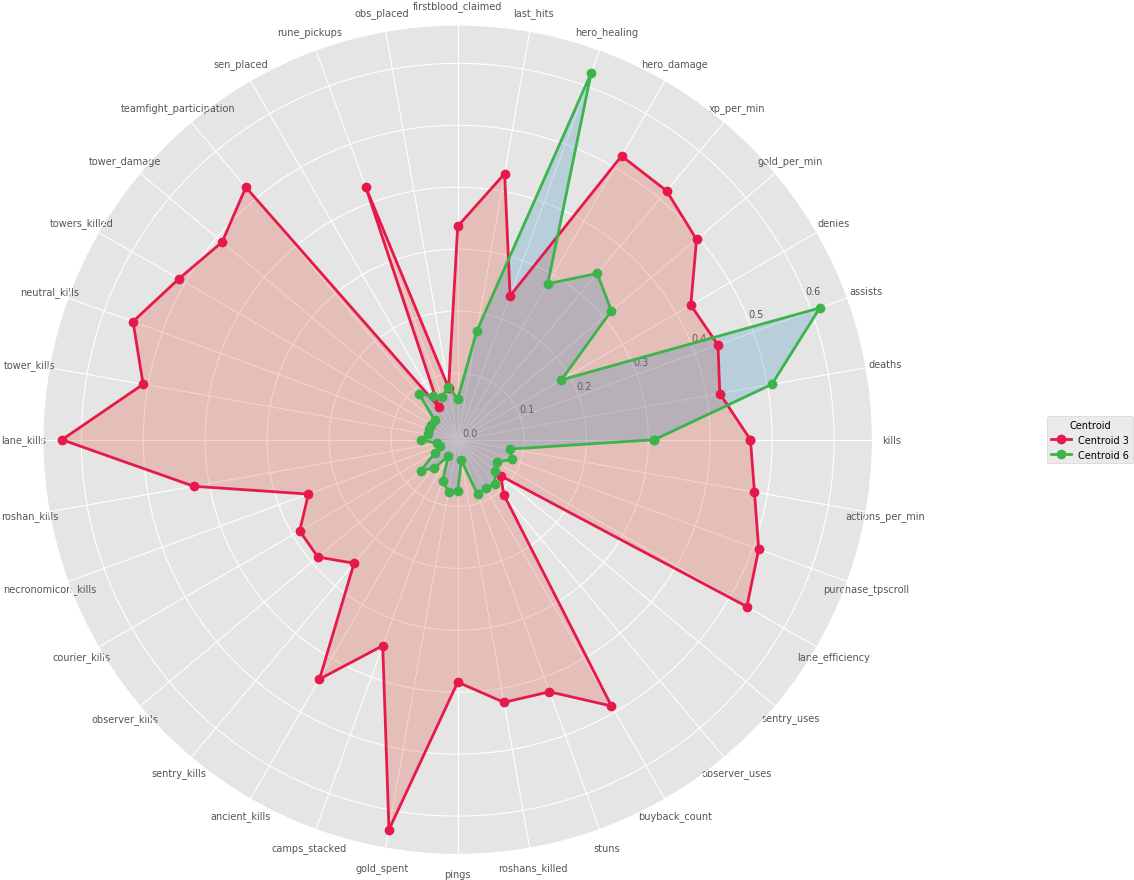 firstblood_claimed
obs_placed
last_hits
rune_pickups
hero_healing
sen_placed
hero_damage
teamfight_participation
xp_per_min
tower_damage
gold_per_min
towers_killed
denies
neutral_kills
assists
0.6
0.5
0.4
0.3
0.2
0.1
0.0
tower_kills
deaths
lane_kills
kills
Centroid
Centroid 3
Centroid 6
roshan_kills
actions_per_min
necronomicon_kills
purchase_tpscroll
courier_kills
lane_efficiency
observer_kills
sentry_uses
sentry_kills
observer_uses
ancient_kills
buyback_count
camps_stacked
stuns
gold_spent
roshans_killed
pings